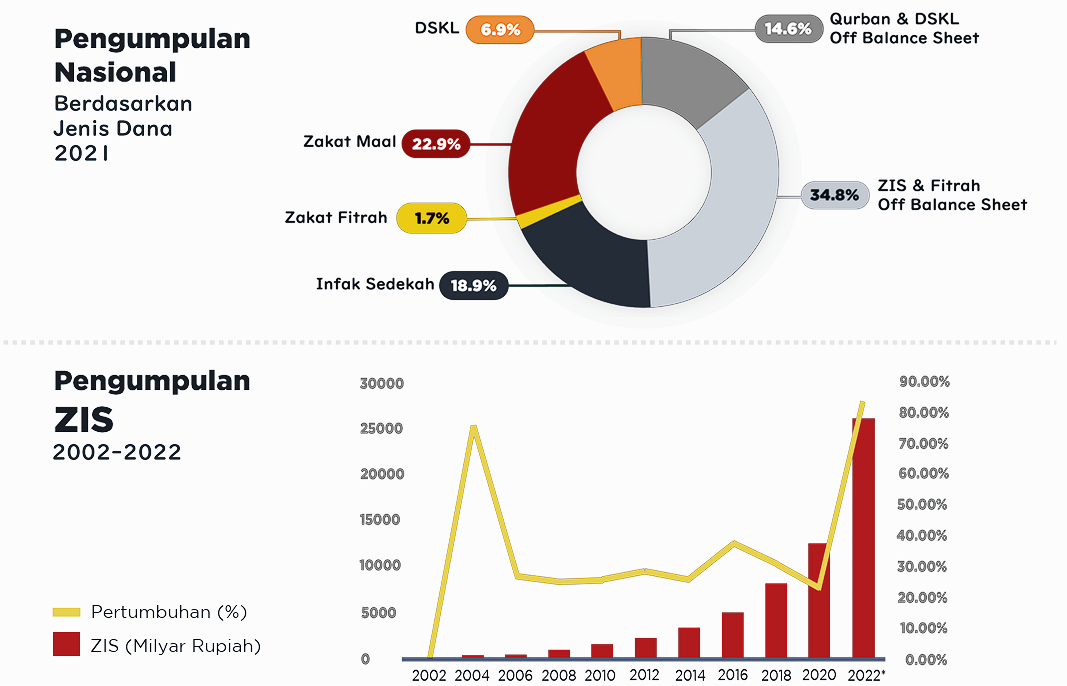 Pengumpulan
Nasional
Berdasarkan
Jenis Dana
2021
DSKL 6.9%
14.6% Qurban & DSKL
Off Balance Sheet
Zakat Maal 22.9%
34.8% ZIS & Fitrah
Off Balance Sheet
Zakat Fitrah 1.7%
Infak Sedekah 18.9%
Pengumpulan
ZIS
2002-2022
Pertumbuhan (%)
ZIS (Milyar Rupiah)
30000
25000
20000
15000
10000
5000
0
90.00%
80.00%
70.00%
60.00%
50.00%
40.00%
30.00%
20.00%
10.00%
0.00%
2002 2004 2006 2008 2010 2012 2014 2016 2018 2020 2022*